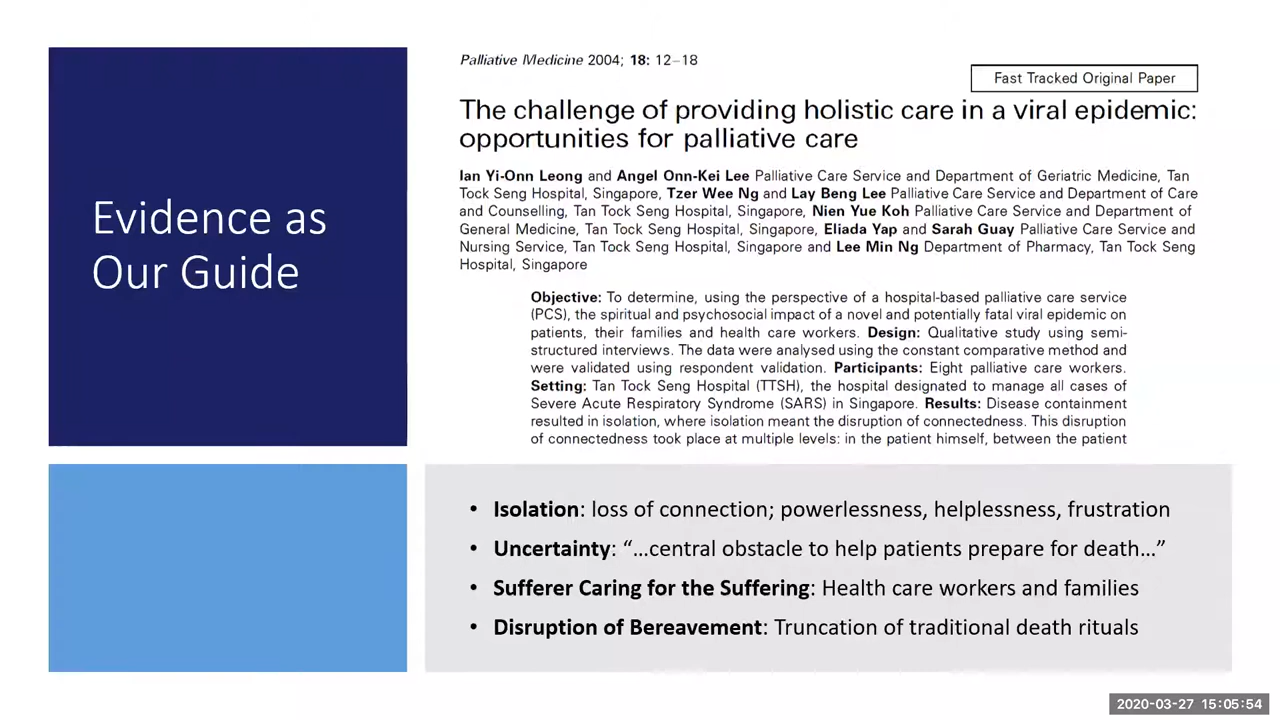 Evidence as
Our Guide
Palliative Medicine 2004; 18: 12–18
Fast Tracked Original Paper
The challenge of providing holistic care in a viral epidemic:
opportunities for palliative care
Ian Yi-Onn Leong and Angel Onn-Kei Lee Palliative Care Service and Department of Geriatric Medicine, Tan
Tock Seng Hospital, Singapore, Tzer Wee Ng and Lay Beng Lee Palliative Care Service and Department of Care
and Counselling, Tan Tock Seng Hospital, Singapore, Nien Yue Koh Palliative Care Service and Department of
General Medicine, Tan Tock Seng Hospital, Singapore, Eliada Yap and Sarah Guay Palliative Care Service and
Nursing Service, Tan Tock Seng Hospital, Singapore and Lee Min Ng Department of Pharmacy, Tan Tock Seng
Hospital, Singapore
Objective: To determine, using the perspective of a hospital-based palliative care service
(PCS), the spiritual and psychosocial impact of a novel and potentially fatal viral epidemic on
patients, their families and health care workers. Design: Qualitative study using semi-
structured interviews. The data were analysed using the constant comparative method and
were validated using respondent validation. Participants: Eight palliative care workers.
Setting: Tan Tock Seng Hospital (TTSH), the hospital designated to manage all cases of
Severe Acute Respiratory Syndrome (SARS) in Singapore. Results: Disease containment
resulted in isolation, where isolation meant the disruption of connectedness. This disruption
of connectedness took place at multiple levels: in the patient himself, between the patient
• Isolation: loss of connection; powerlessness, helplessness, frustration
• Uncertainty: “…central obstacle to help patients prepare for death…”
• Sufferer Caring for the Suffering: Health care workers and families
• Disruption of Bereavement: Truncation of traditional death rituals
2020-03-27 15:05:54